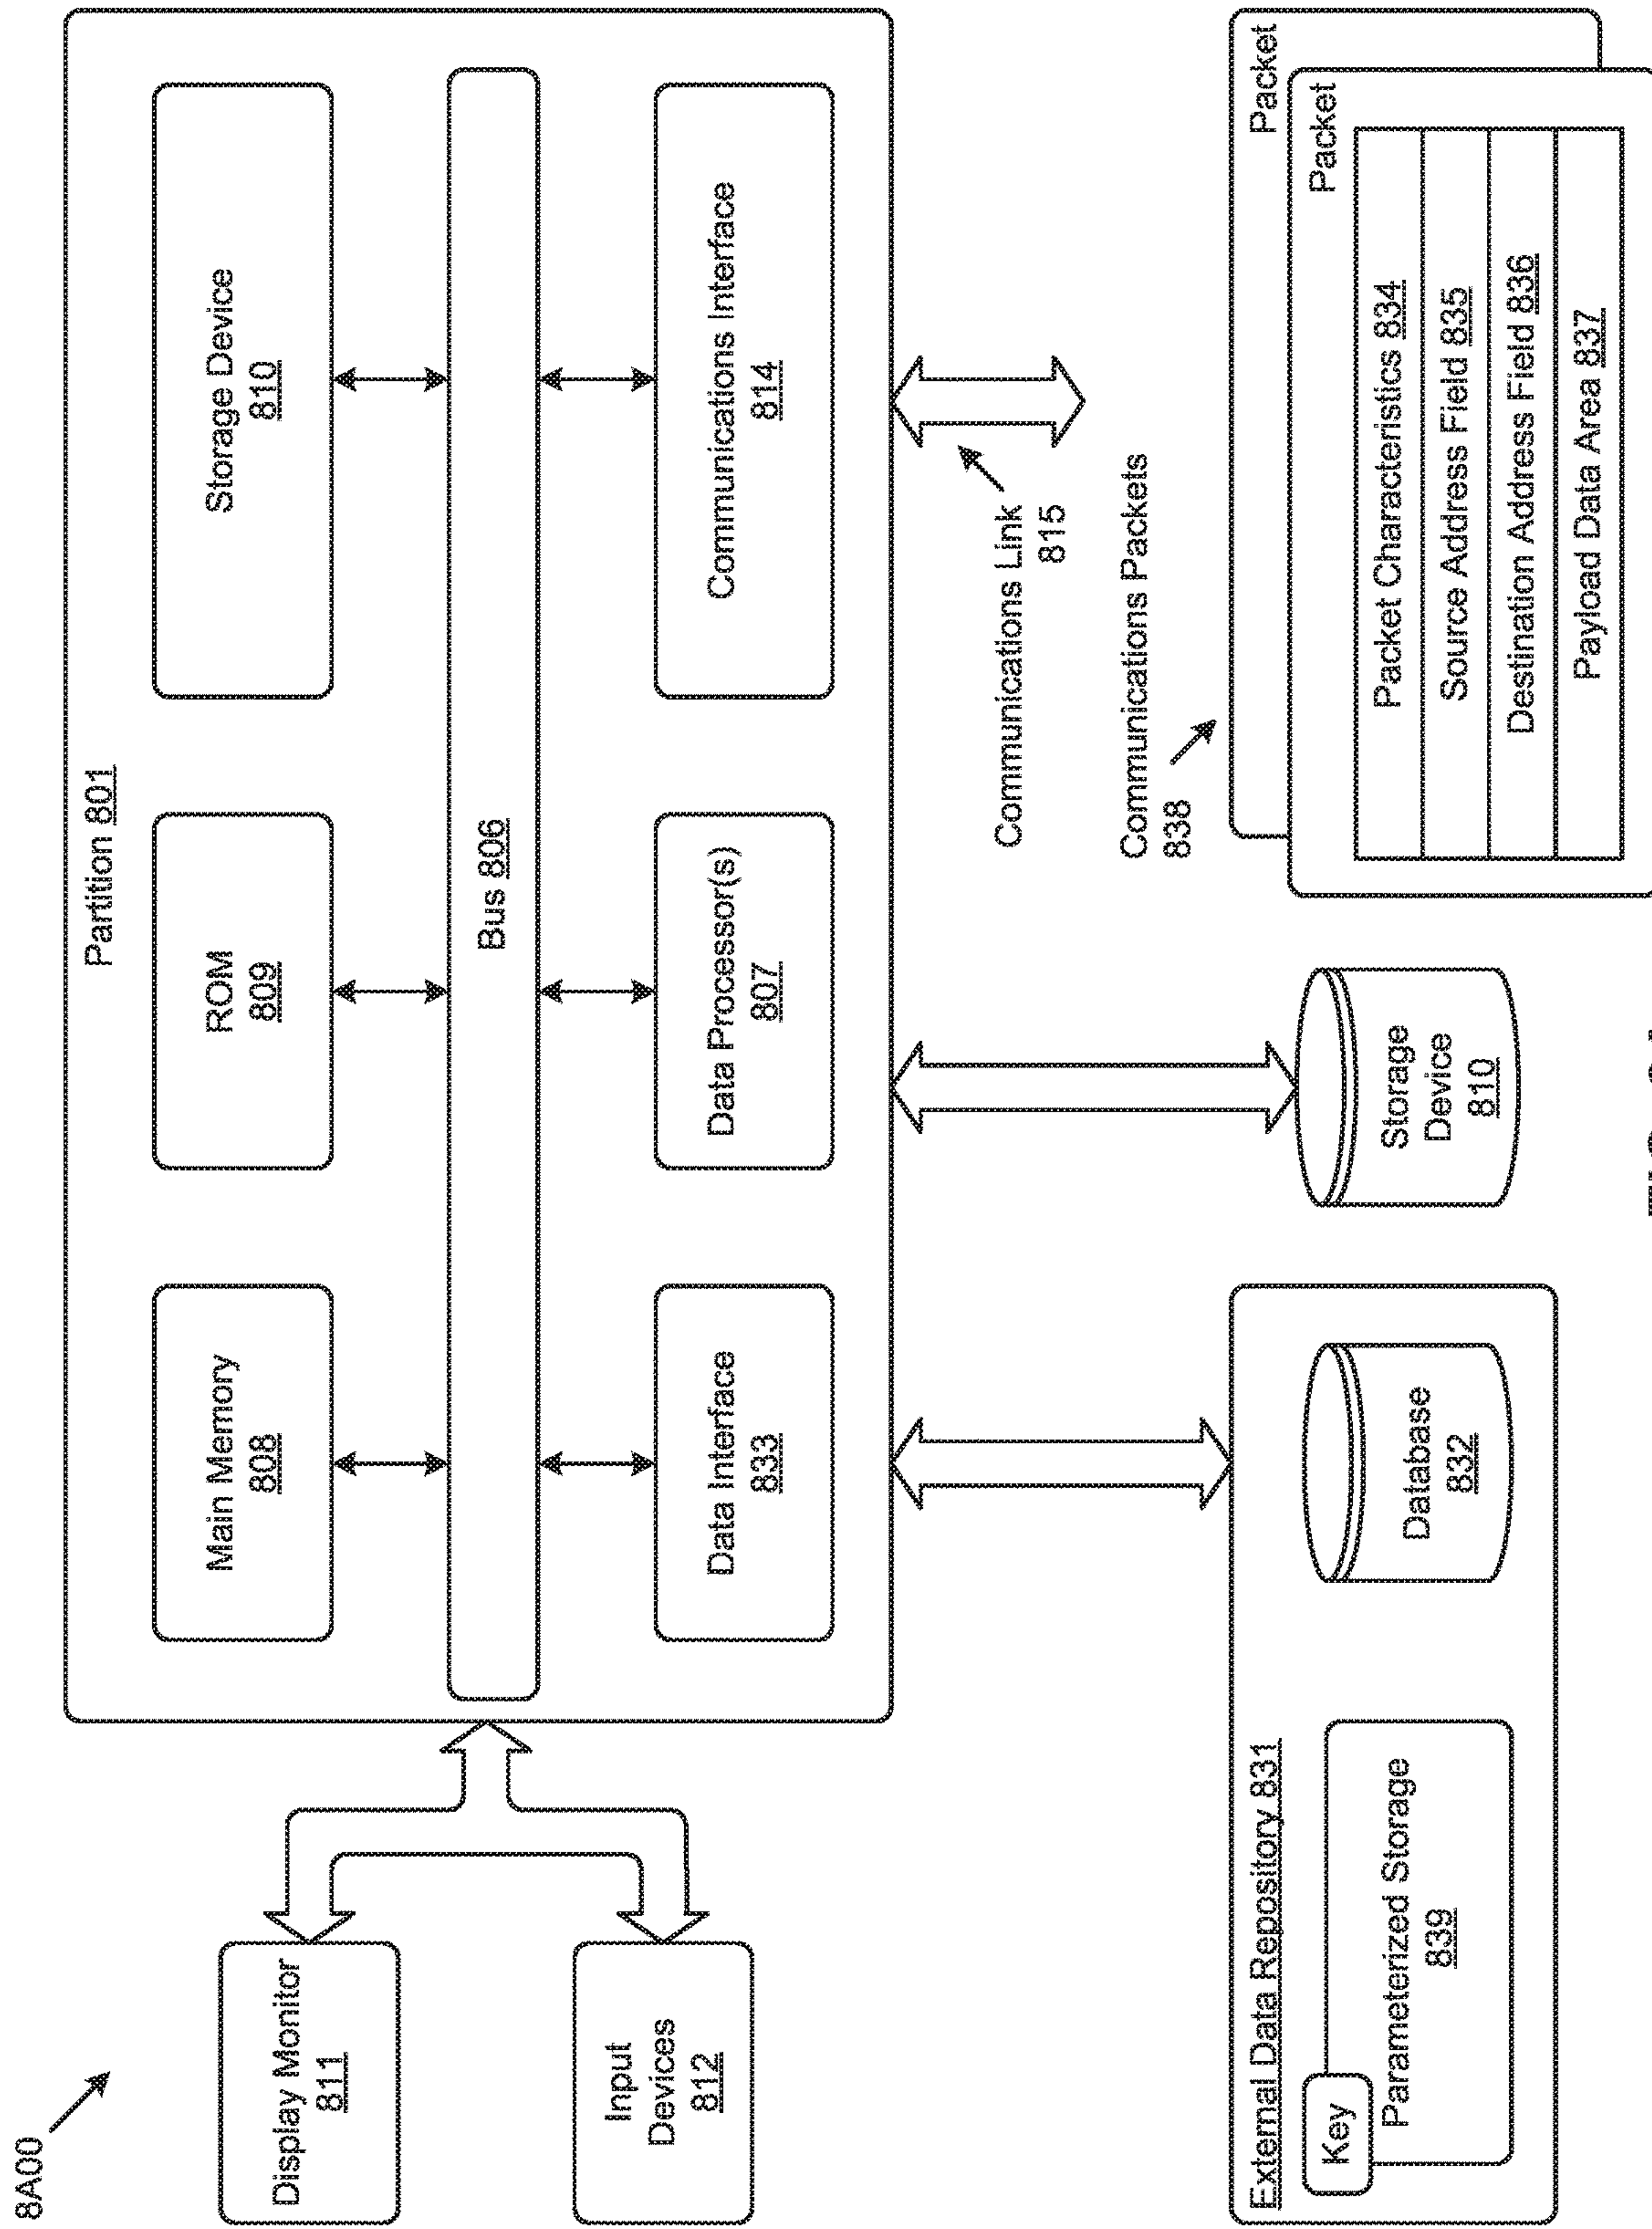 8A00
Partition 801
Display Monitor
811
Input
Devices
812
Main Memory
808
ROM
809
Storage Device
810
Bus 806
Data Interface
833
Data Processor(s)
807
Communications Interface
814
Communications Link
815
Communications Packets
838
External Data Repository 831
Key
Parameterized Storage
839
Database
832
Storage
Device
810
Packet
Packet
Packet Characteristics 834
Source Address Field 835
Destination Address Field 836
Payload Data Area 837